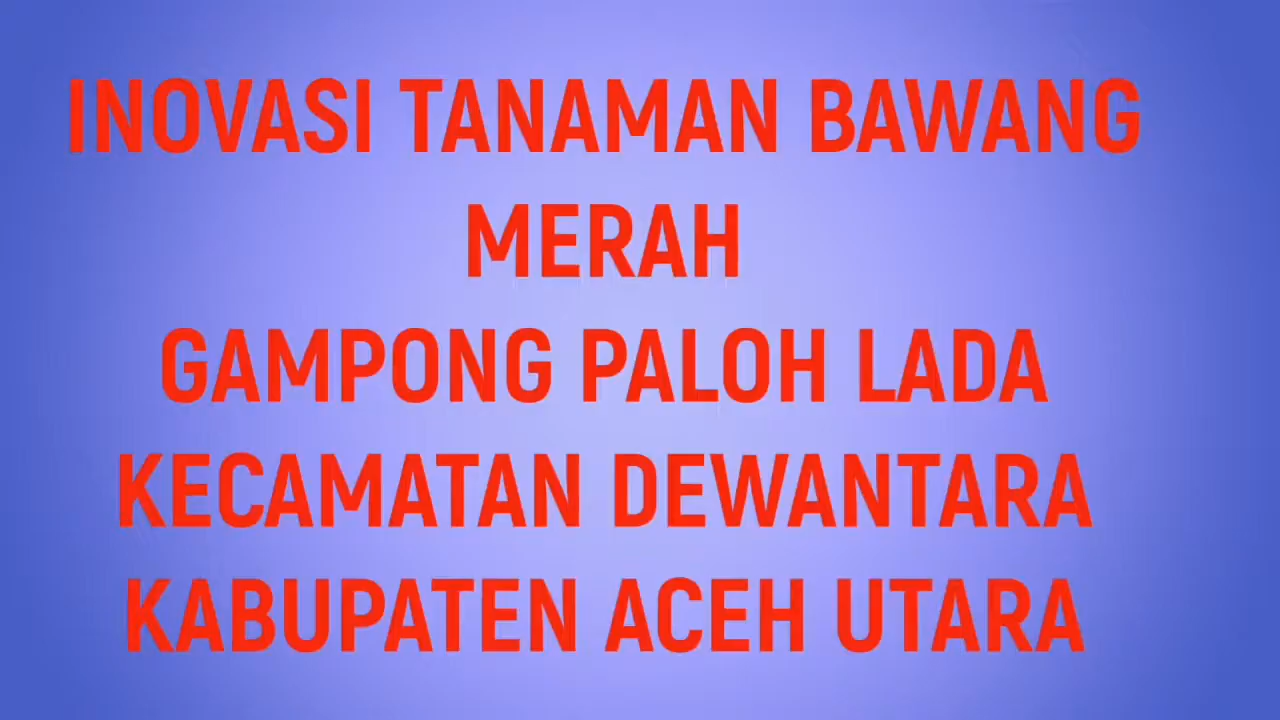 INOVASI TANAMAN BAWANG
MERAH
GAMPONG PALOH LADA
KECAMATAN DEWANTARA
KABUPATEN ACEH UTARA